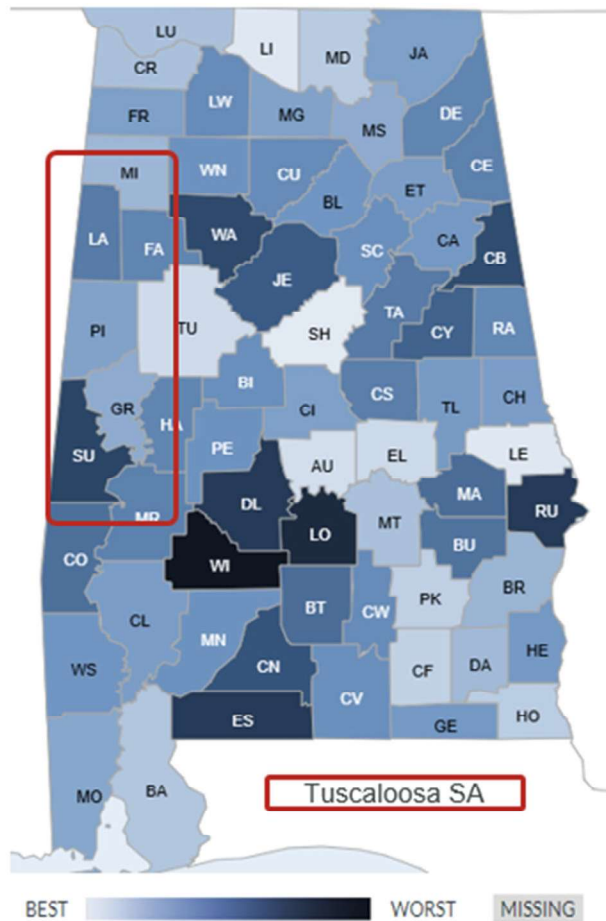 LU
LI
MD
JA
CR
LW
FR
MG
DE
MS
MI
WN
CU
CE
BL
ET
LA
FA
WA
SC
CA
CB
JE
PI
TU
SH
TA
CY
RA
BI
GR
HA
CI
CS
TL
CH
SU
PE
AU
EL
LE
MR
DL
LO
MT
MA
RU
CO
WI
BU
BT
PK
BR
CL
MN
CW
WS
CN
CF
DA
HE
ES
CV
GE
HO
MO
BA
Tuscaloosa SA
BEST WORST MISSING